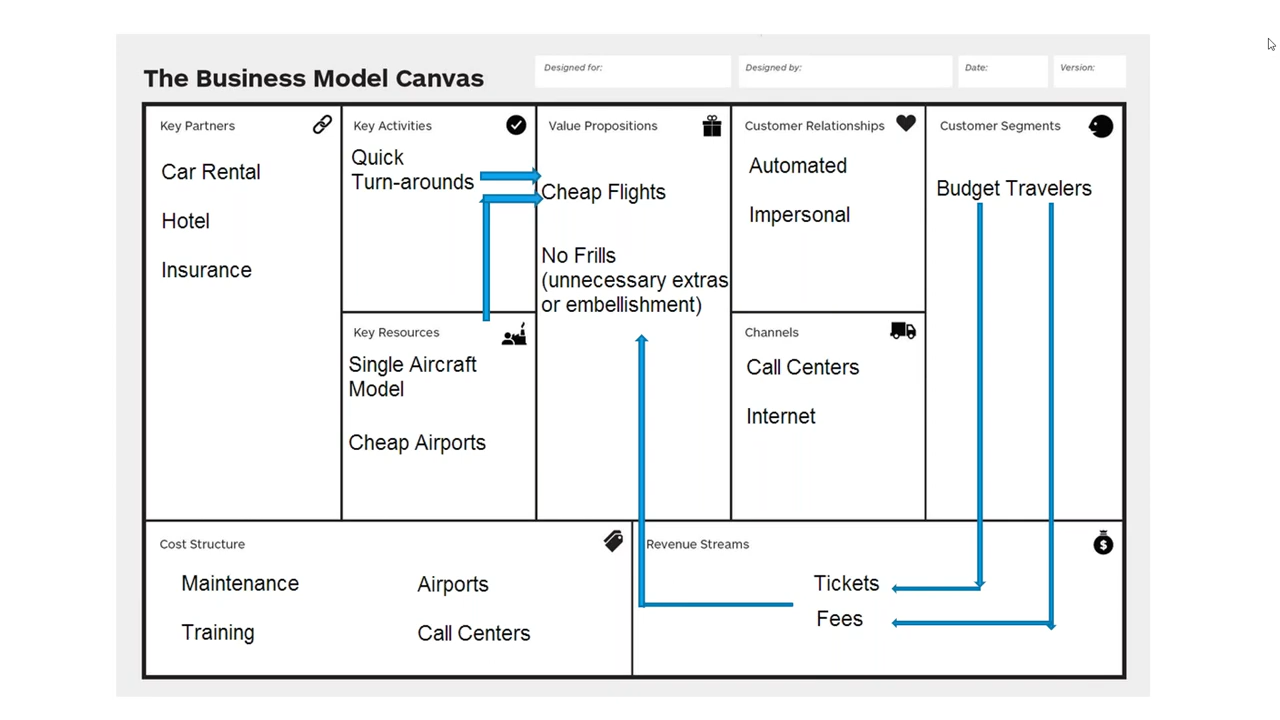 The Business Model Canvas
Designed for:
Designed by:
Date:
Version:
Key Partners
Car Rental
Hotel
Insurance
Key Activities
Quick
Turn-arounds
Key Resources
Single Aircraft
Model
Cheap Airports
Value Propositions
Cheap Flights
No Frills
(unnecessary extras
or embellishment)
Customer Relationships
Automated
Impersonal
Channels
Call Centers
Internet
Customer Segments
Budget Travelers
Cost Structure
Maintenance
Training
Airports
Call Centers
Revenue Streams
$
Tickets
Fees